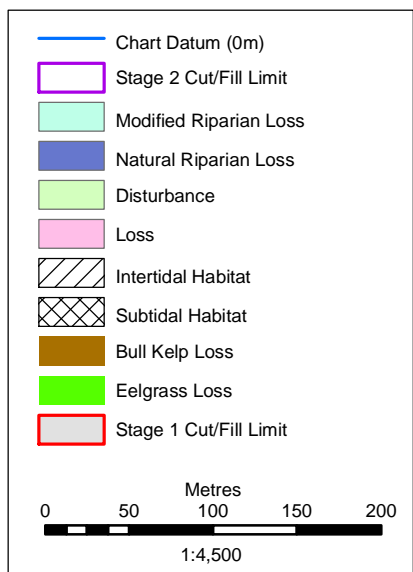 Chart Datum (0m)
Stage 2 Cut/Fill Limit
Modified Riparian Loss
Natural Riparian Loss
Disturbance
Loss
Intertidal Habitat
Subtidal Habitat
Bull Kelp Loss
Eelgrass Loss
Stage 1 Cut/Fill Limit
Metres
0 50 100 150 200
1:4,500